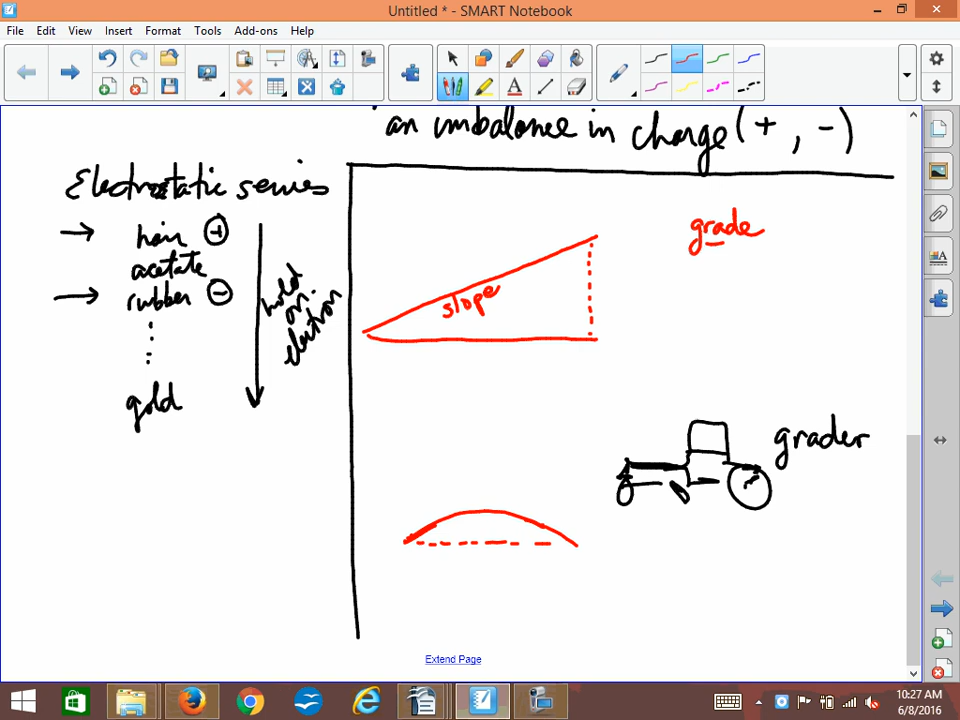 Untitled * - SMART Notebook
File Edit View Insert Format Tools Add-ons Help
an imbalance in charge (+ , -)
Electrostatic series
→ hair ⊕
acetate
→ rubber ⊖
gold
hold
on.
electron
grade
slope
grader
Extend Page
10:27 AM
6/8/2016